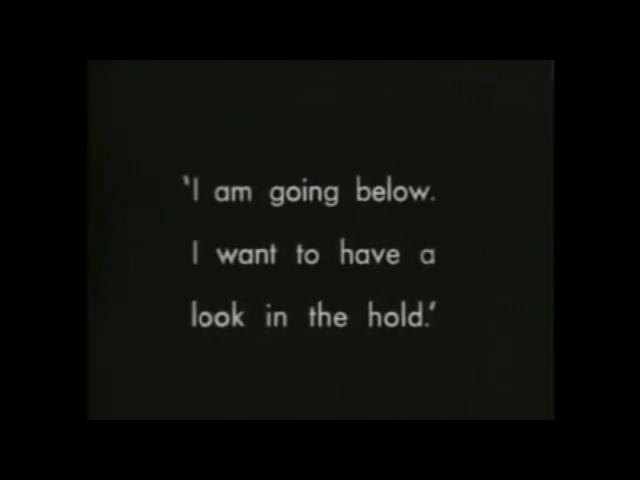 ‛I am going below.
I want to have a
look in the hold.′